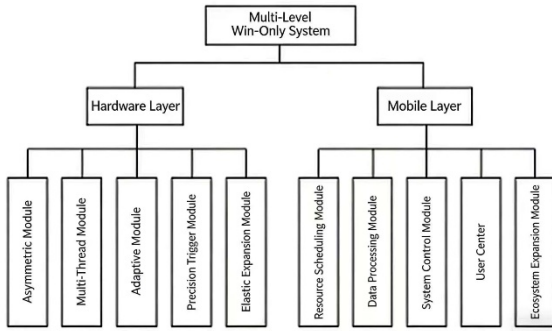 Multi-Level
Win-Only System
Hardware Layer
Mobile Layer
Asymmetric Module
Multi-Thread Module
Adaptive Module
Precision Trigger Module
Elastic Expansion Module
Resource Scheduling Module
Data Processing Module
System Control Module
User Center
Ecosystem Expansion Module